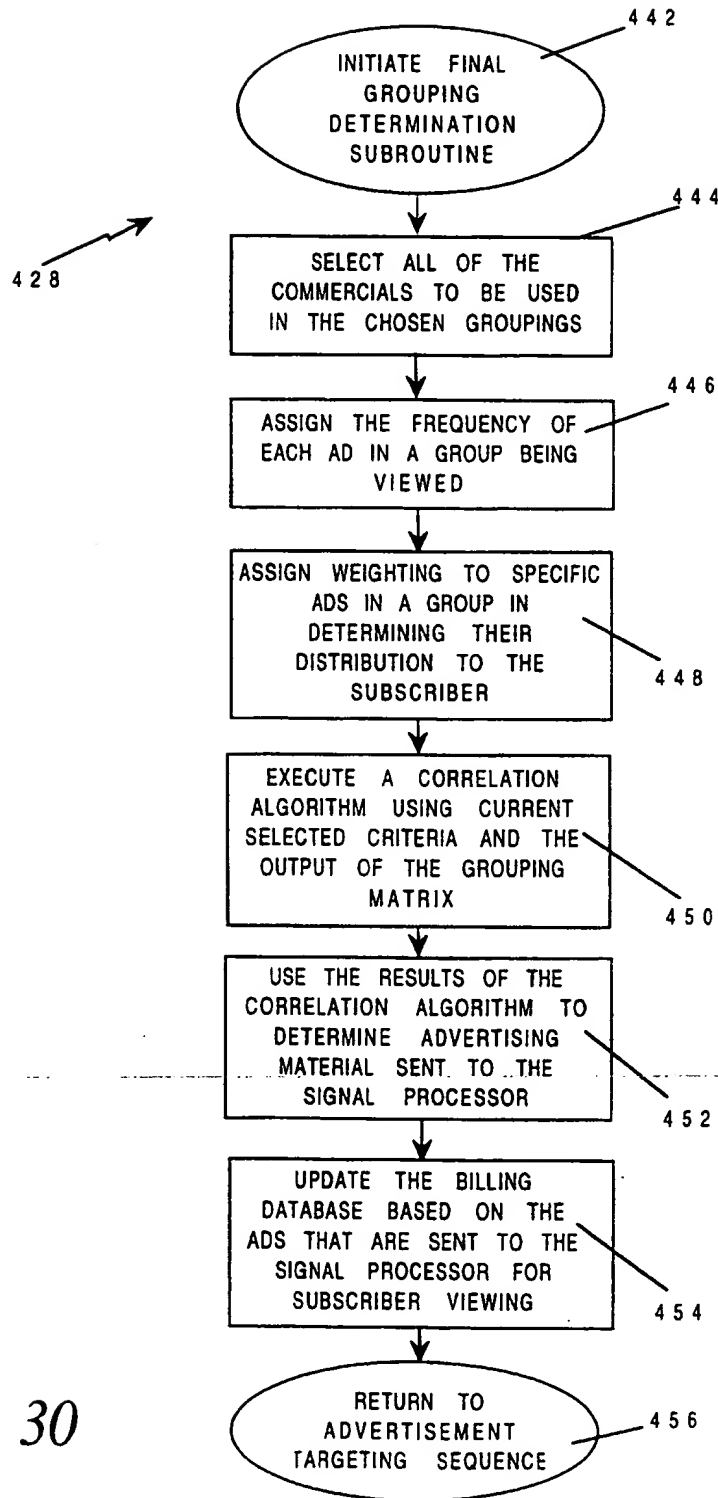 442
INITIATE FINAL
GROUPING
DETERMINATION
SUBROUTINE
428
444
SELECT ALL OF THE
COMMERCIALS TO BE USED
IN THE CHOSEN GROUPINGS
446
ASSIGN THE FREQUENCY OF
EACH AD IN A GROUP BEING
VIEWED
ASSIGN WEIGHTING TO SPECIFIC
ADS IN A GROUP IN
DETERMINING THEIR
DISTRIBUTION TO THE
SUBSCRIBER
448
EXECUTE A CORRELATION
ALGORITHM USING CURRENT
SELECTED CRITERIA AND THE
OUTPUT OF THE GROUPING
MATRIX
450
USE THE RESULTS OF THE
CORRELATION ALGORITHM TO
DETERMINE ADVERTISING
MATERIAL SENT TO THE
SIGNAL PROCESSOR
452
UPDATE THE BILLING
DATABASE BASED ON THE
ADS THAT ARE SENT TO THE
SIGNAL PROCESSOR FOR
SUBSCRIBER VIEWING
454
RETURN TO
ADVERTISEMENT
TARGETING SEQUENCE
456
30